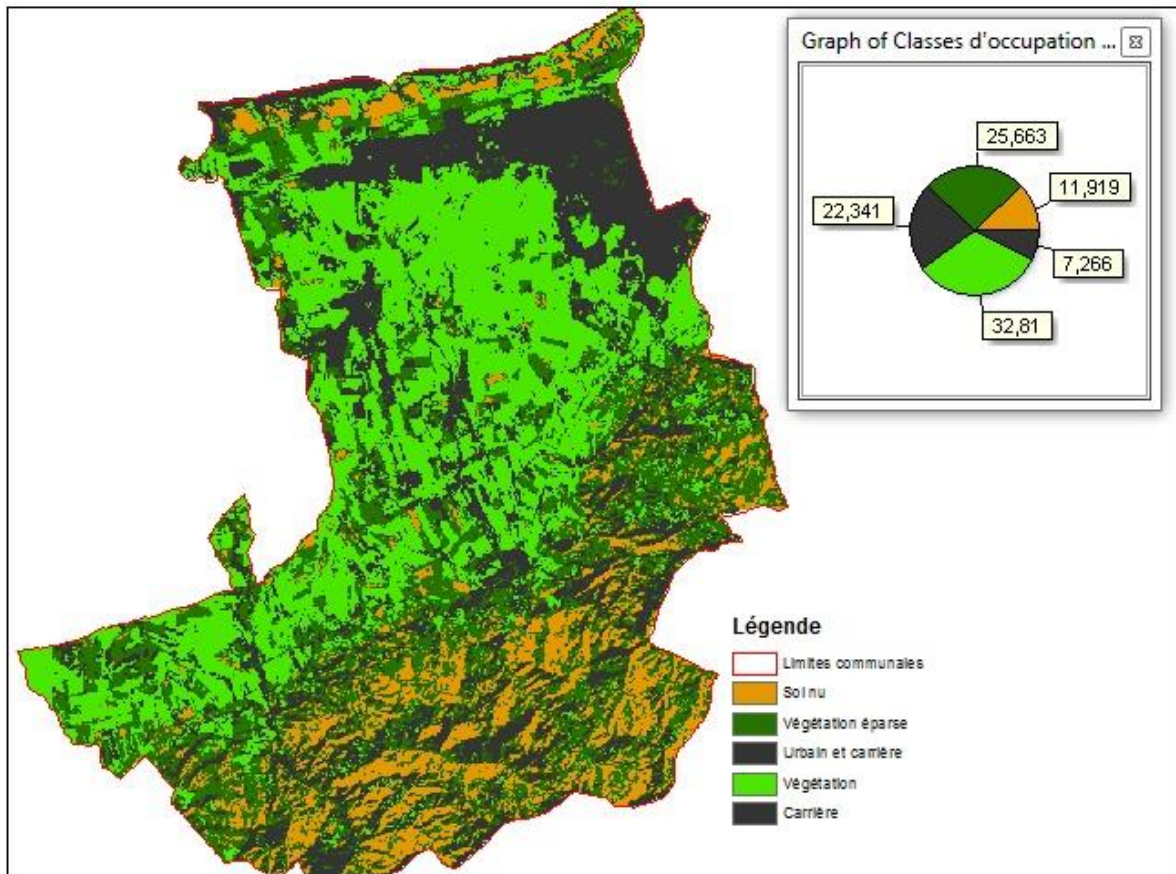 Graph of Classes d'occupation ...
25,663
11,919
22,341
7,266
32,81
Légende
Limites communales
Sol nu
Végétation éparse
Urbain et carrière
Végétation
Carrière